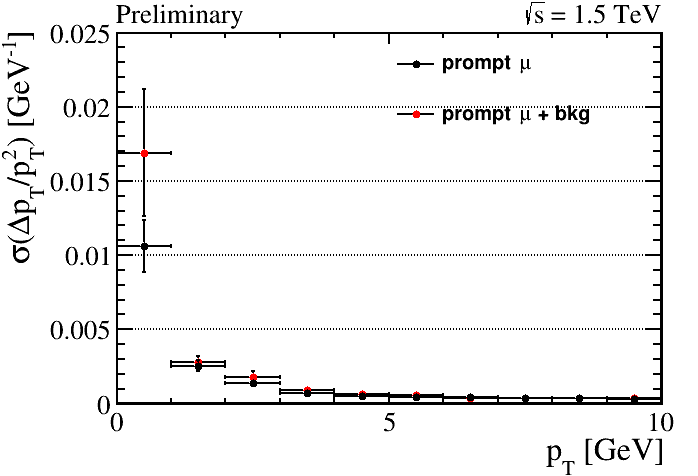 Preliminary
√s = 1.5 TeV
σ(Δp_T/p_T^2) [GeV^-1]
0.025
0.02
0.015
0.01
0.005
0
prompt μ
prompt μ + bkg
0 5 10
p_T [GeV]